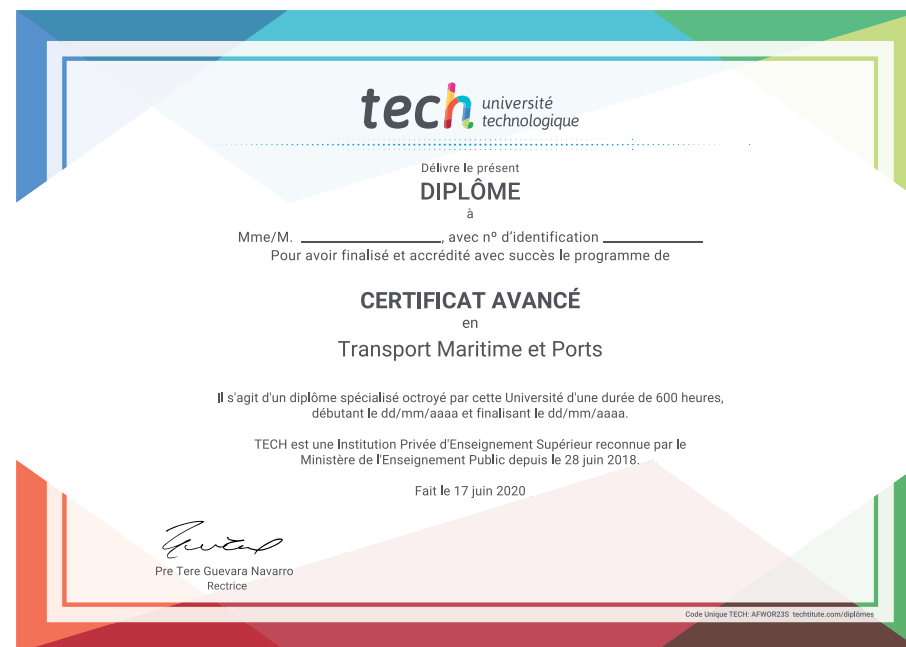 tech université
technologique
Délivre le présent
DIPLÔME
à
Mme/M. ____________, avec nº d'identification ____________
Pour avoir finalisé et accrédité avec succès le programme de
CERTIFICAT AVANCÉ
en
Transport Maritime et Ports
Il s'agit d'un diplôme spécialisé octroyé par cette Université d'une durée de 600 heures,
débutant le dd/mm/aaaa et finalisant le dd/mm/aaaa.
TECH est une Institution Privée d'Enseignement Supérieur reconnue par le
Ministère de l'Enseignement Public depuis le 28 juin 2018.
Fait le 17 juin 2020
Pre Tere Guevara Navarro
Rectrice
Code Unique TECH: AFWOR23S techtitute.com/diplômes